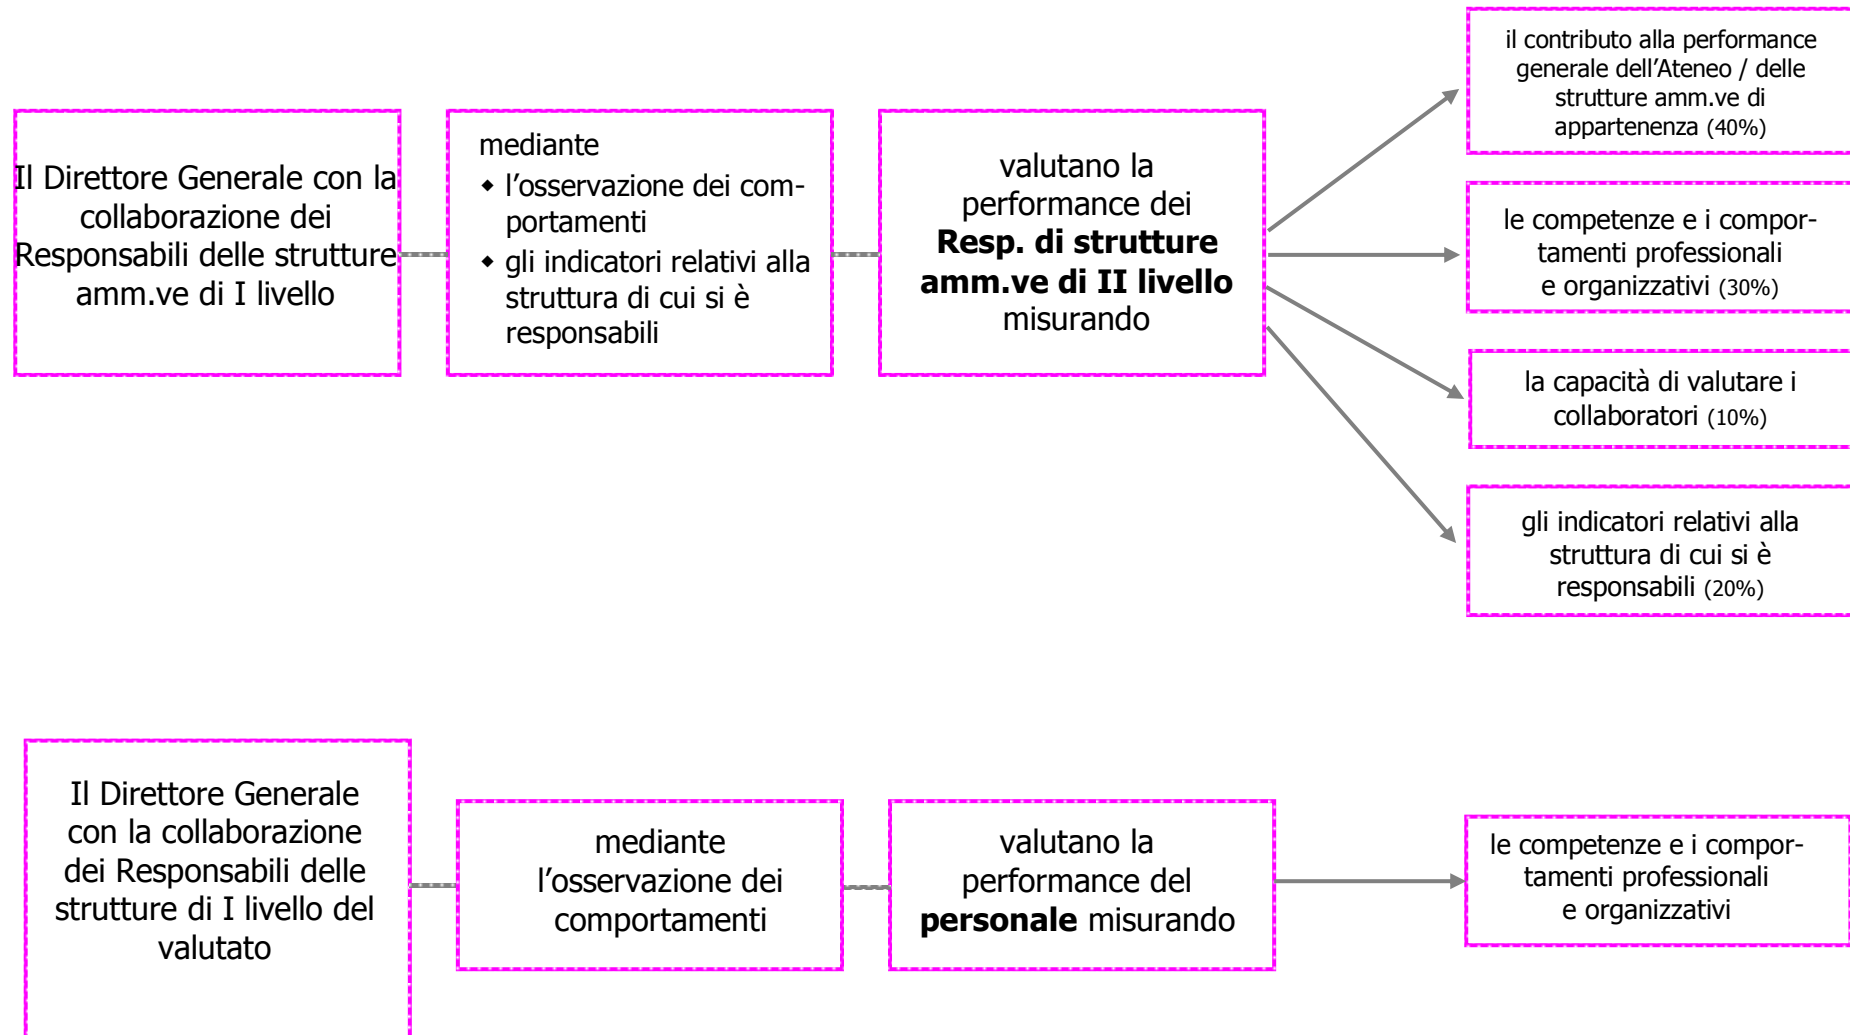 Il Direttore Generale con la
collaborazione dei
Responsabili delle strutture
amm.ve di I livello
mediante
◆ l’osservazione dei com-
portamenti
◆ gli indicatori relativi alla
struttura di cui si è
responsabili
valutano la
performance dei
Resp. di strutture
amm.ve di II livello
misurando
il contributo alla performance
generale dell’Ateneo / delle
strutture amm.ve di
appartenenza (40%)
le competenze e i compor-
tamenti professionali
e organizzativi (30%)
la capacità di valutare i
collaboratori (10%)
gli indicatori relativi alla
struttura di cui si è
responsabili (20%)
Il Direttore Generale
con la collaborazione
dei Responsabili delle
strutture di I livello del
valutato
mediante
l’osservazione dei
comportamenti
valutano la
performance del
personale misurando
le competenze e i compor-
tamenti professionali
e organizzativi